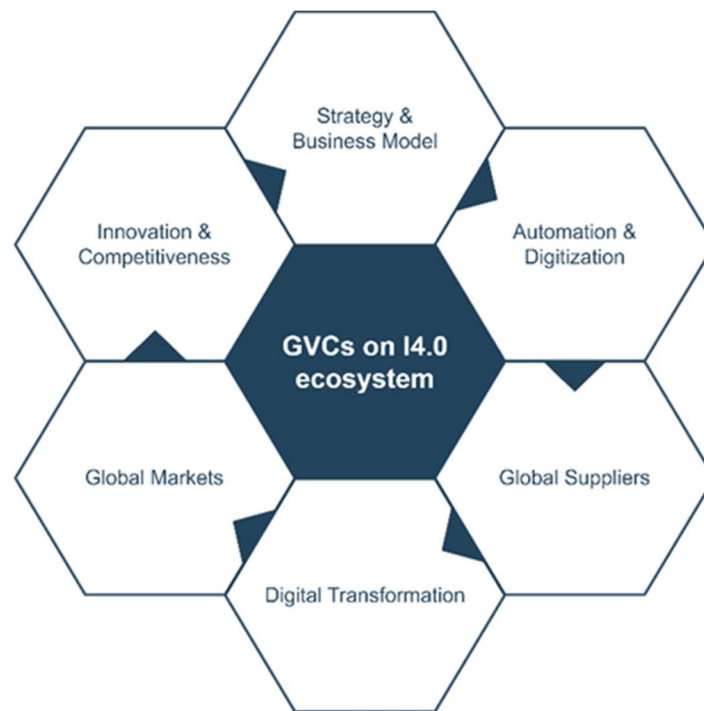 Strategy &
Business Model
Innovation &
Competitiveness
Automation &
Digitization
GVCs on I4.0
ecosystem
Global Markets
Global Suppliers
Digital Transformation